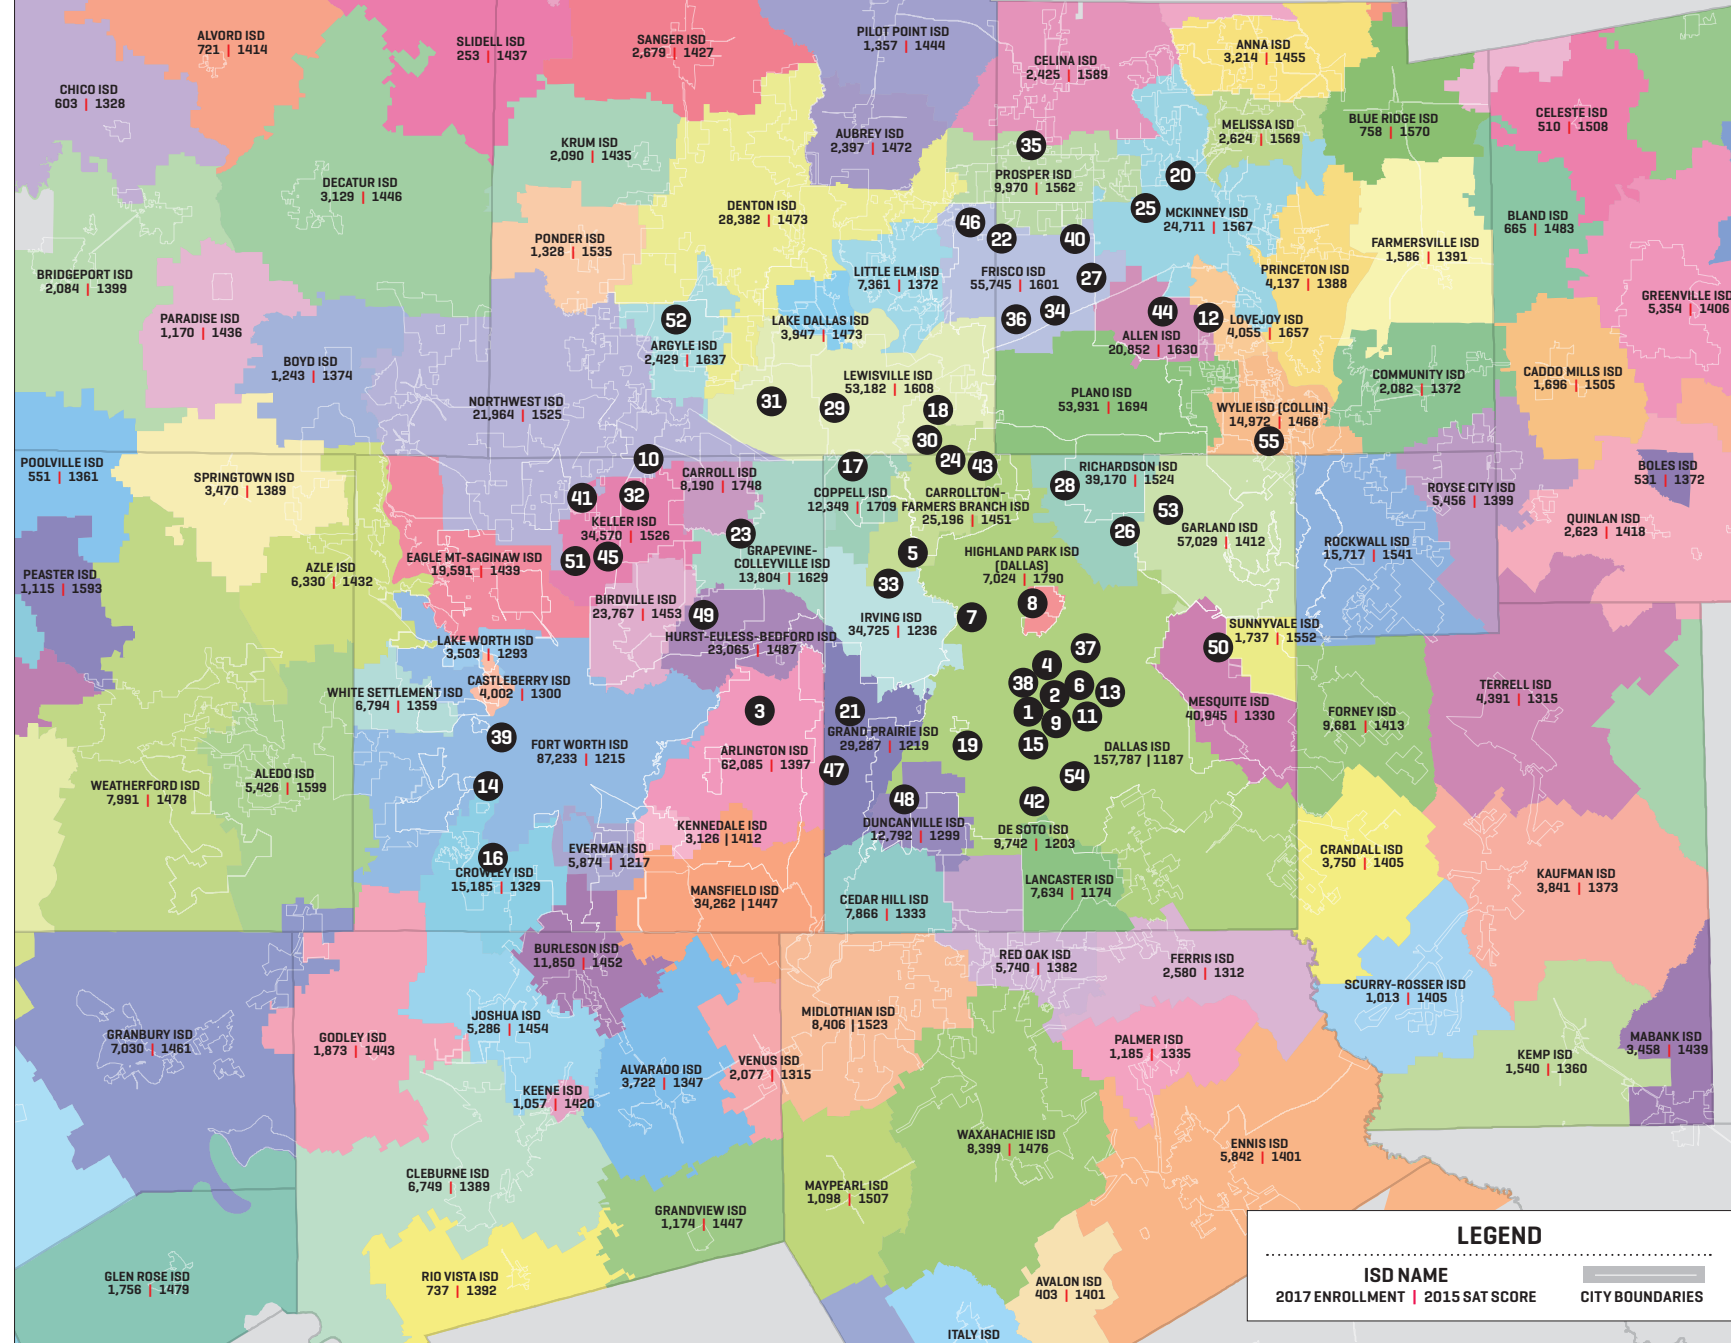 ALVORD ISD
721 | 1414
SLIDELL ISD
253 | 1437
SANGER ISD
2,679 | 1427
PILOT POINT ISD
1,357 | 1444
CELINA ISD
2,425 | 1589
ANNA ISD
3,214 | 1455
CHICO ISD
603 | 1328
KRUM ISD
2,090 | 1435
AUBREY ISD
2,397 | 1472
MELISSA ISD
2,624 | 1569
BLUE RIDGE ISD
758 | 1570
CELESTE ISD
510 | 1508
35
PROSPER ISD
9,970 | 1562
20
DECATUR ISD
3,129 | 1446
DENTON ISD
28,382 | 1473
25
MCKINNEY ISD
24,711 | 1567
BLAND ISD
665 | 1483
46
22
40
PONDER ISD
1,328 | 1535
FARMERSVILLE ISD
1,586 | 1391
BRIDGEPORT ISD
2,084 | 1399
LITTLE ELM ISD
7,361 | 1372
FRISCO ISD
55,745 | 1601
27
PRINCETON ISD
4,137 | 1388
GREENVILLE ISD
5,354 | 1406
PARADISE ISD
1,170 | 1436
52
LAKE DALLAS ISD
3,947 | 1473
36
34
44
12
LOVEJOY ISD
4,055 | 1657
ALLEN ISD
20,852 | 1630
ARGYLE ISD
2,429 | 1637
BOYD ISD
1,243 | 1374
LEWISVILLE ISD
53,182 | 1608
COMMUNITY ISD
2,082 | 1372
CADDO MILLS ISD
1,696 | 1505
NORTHWEST ISD
21,964 | 1525
31
29
18
PLANO ISD
53,931 | 1694
WYLIE ISD (COLLIN)
14,972 | 1468
55
30
POOLVILLE ISD
551 | 1361
SPRINGTOWN ISD
3,470 | 1389
10
CARROLL ISD
8,190 | 1748
17
24
43
RICHARDSON ISD
39,170 | 1524
28
BOLES ISD
531 | 1372
ROYSE CITY ISD
5,456 | 1399
41
32
COPPELL ISD
12,349 | 1709
CARROLLTON-
FARMERS BRANCH ISD
25,196 | 1451
53
KELLER ISD
34,570 | 1526
23
26
GARLAND ISD
57,029 | 1412
QUINLAN ISD
2,623 | 1418
ROCKWALL ISD
15,717 | 1541
51
45
EAGLE MT-SAGINAW ISD
19,591 | 1439
GRAPEVINE-
COLLEYVILLE ISD
13,804 | 1629
5
HIGHLAND PARK ISD
(DALLAS)
7,024 | 1790
PEASTER ISD
1,115 | 1593
AZLE ISD
6,330 | 1432
33
BIRDVILLE ISD
23,767 | 1453
49
7
8
IRVING ISD
34,725 | 1236
SUNNYVALE ISD
1,737 | 1552
LAKE WORTH ISD
3,503 | 1293
HURST-EULESS-BEDFORD ISD
23,065 | 1487
37
50
4
CASTLEBERRY ISD
4,002 | 1300
WHITE SETTLEMENT ISD
6,794 | 1359
38
2
6
13
TERRELL ISD
4,391 | 1315
3
21
1
9
11
MESQUITE ISD
40,945 | 1330
FORNEY ISD
9,681 | 1413
39
GRAND PRAIRIE ISD
29,287 | 1219
19
15
FORT WORTH ISD
87,233 | 1215
ARLINGTON ISD
62,085 | 1397
DALLAS ISD
157,787 | 1187
47
54
WEATHERFORD ISD
7,991 | 1478
ALEDO ISD
5,426 | 1599
14
48
42
KENNEDALE ISD
3,126 | 1412
DUNCANVILLE ISD
12,792 | 1299
DE SOTO ISD
9,742 | 1203
16
EVERMAN ISD
5,874 | 1217
CRANDALL ISD
3,750 | 1405
CROWLEY ISD
15,185 | 1329
MANSFIELD ISD
34,262 | 1447
CEDAR HILL ISD
7,866 | 1333
LANCASTER ISD
7,634 | 1174
KAUFMAN ISD
3,841 | 1373
BURLESON ISD
11,850 | 1452
RED OAK ISD
5,740 | 1382
FERRIS ISD
2,580 | 1312
SCURRY-ROSSER ISD
1,013 | 1405
JOSHUA ISD
5,286 | 1454
MIDLOTHIAN ISD
8,406 | 1523
GRANBURY ISD
7,030 | 1461
GODLEY ISD
1,873 | 1443
PALMER ISD
1,185 | 1335
MABANK ISD
3,458 | 1439
KEMP ISD
1,540 | 1360
VENUS ISD
2,077 | 1315
ALVARADO ISD
3,722 | 1347
KEENE ISD
1,057 | 1420
WAXAHACHIE ISD
8,399 | 1476
ENNIS ISD
5,842 | 1401
CLEBURNE ISD
6,749 | 1389
MAYPEARL ISD
1,098 | 1507
GRANDVIEW ISD
1,174 | 1447
GLEN ROSE ISD
1,756 | 1479
RIO VISTA ISD
737 | 1392
AVALON ISD
403 | 1401
ITALY ISD
LEGEND
ISD NAME
2017 ENROLLMENT | 2015 SAT SCORE
CITY BOUNDARIES